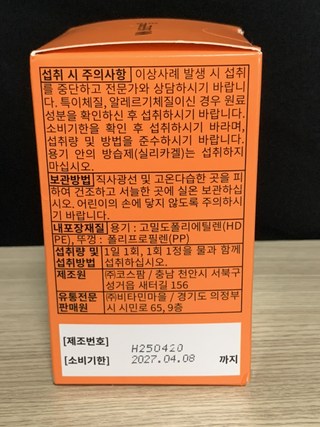 섭취 시 주의사항 이상사례 발생 시 섭취
를 중단하고 전문가와 상담하시기 바랍니
다. 특이체질, 알레르기체질이신 경우 원료
성분을 확인하신 후 섭취하시기 바랍니다.
소비기한을 확인 후 섭취하시기 바라며,
섭취량 및 방법을 준수하시기 바랍니다.
용기 안의 방습제(실리카겔)는 섭취하지
마십시오.
보관방법 직사광선 및 고온다습한 곳을 피
하여 건조하고 서늘한 곳에 실온 보관하십
시오. 어린이의 손에 닿지 않도록 주의하시
기 바랍니다.
내포장재질 용기 : 고밀도폴리에틸렌(HD
PE), 뚜껑 : 폴리프로필렌(PP)
섭취량 및 섭취방법 1일 1회, 1회 1정을 물과 함께
섭취하십시오.
제조원 ㈜코스팜 / 충남 천안시 서북구
성거읍 새터길 156
유통전문판매원 ㈜비타민마을 / 경기도 의정부
시 시민로 65, 9층
[제조번호] H250420
[소비기한] 2027.04.08 까지